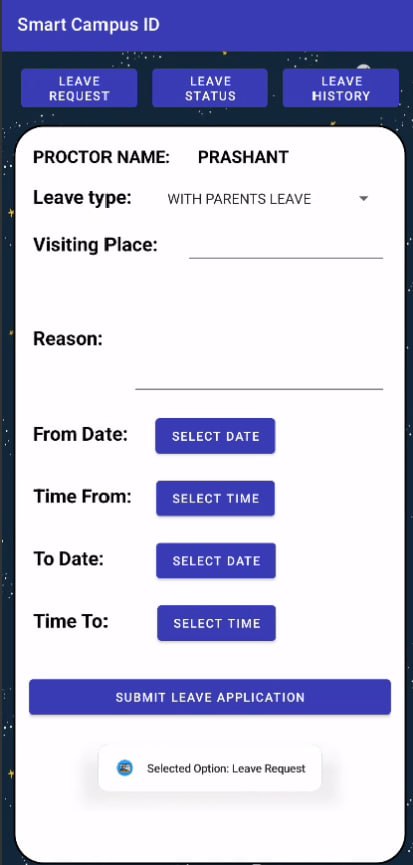 Smart Campus ID
LEAVE
REQUEST
LEAVE
STATUS
LEAVE
HISTORY
PROCTOR NAME: PRASHANT
Leave type: WITH PARENTS LEAVE
Visiting Place:
Reason:
From Date: SELECT DATE
Time From: SELECT TIME
To Date: SELECT DATE
Time To: SELECT TIME
SUBMIT LEAVE APPLICATION
Selected Option: Leave Request